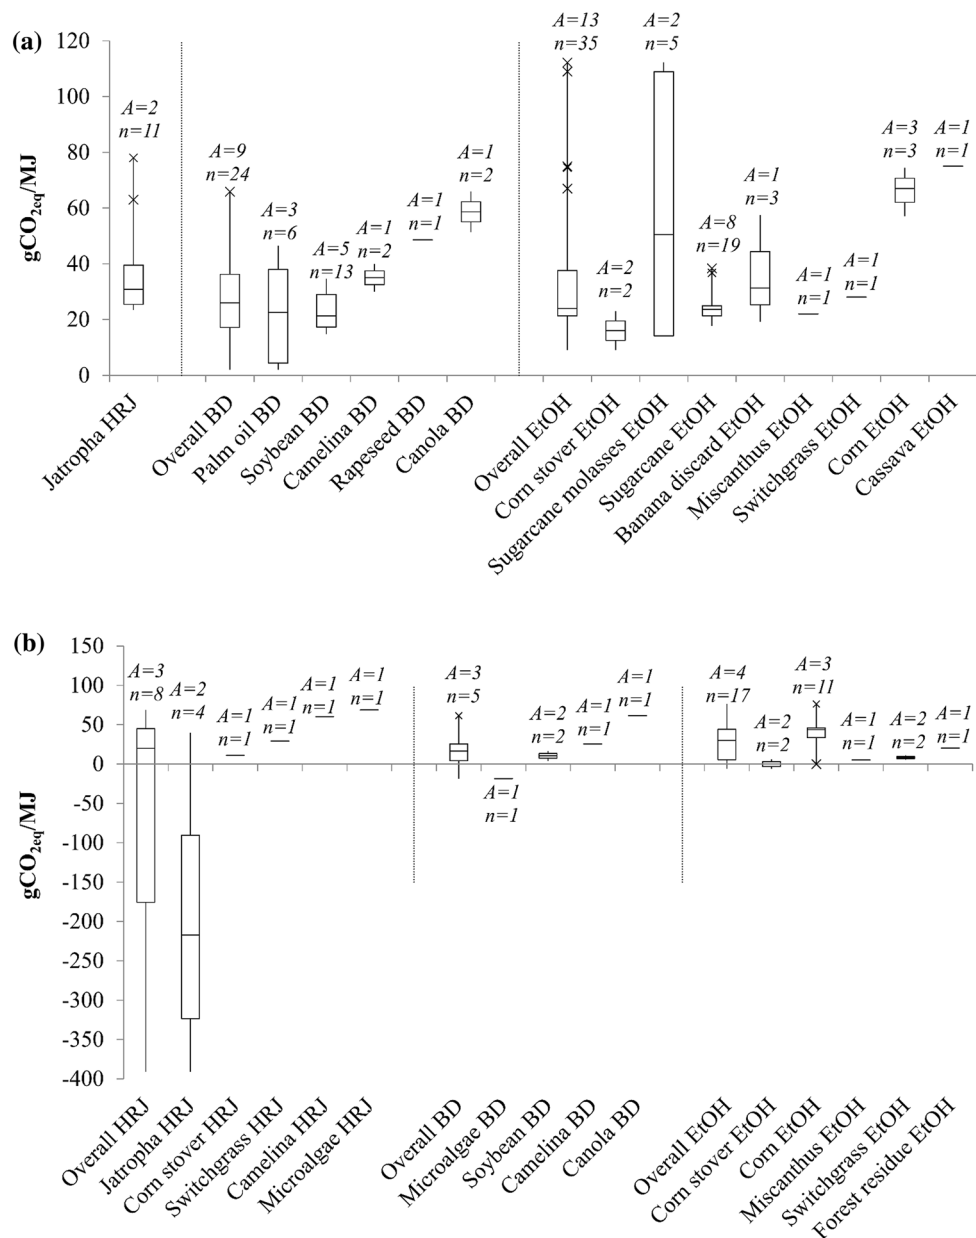 (a)
gCO2eq/MJ
120
100
80
60
40
20
0
A=2
n=11
A=9
n=24
A=3
n=6
A=5
n=13
A=1
n=2
A=1
n=1
A=1
n=2
A=13
n=35
A=2
n=2
A=2
n=5
A=8
n=19
A=1
n=3
A=1
n=1
A=1
n=1
A=3
n=3
A=1
n=1
Jatropha HRJ
Overall BD
Palm oil BD
Soybean BD
Camelina BD
Rapeseed BD
Canola BD
Overall EtOH
Corn stover EtOH
Sugarcane molasses EtOH
Sugarcane EtOH
Banana discard EtOH
Miscanthus EtOH
Switchgrass EtOH
Corn EtOH
Cassava EtOH
(b)
gCO2eq/MJ
150
100
50
0
-50
-100
-150
-200
-250
-300
-350
-400
A=3
n=8
A=2
n=4
A=1
n=1
A=1
n=1
A=1
n=1
A=1
n=1
A=3
n=5
A=1
n=1
A=2
n=2
A=1
n=1
A=1
n=1
A=4
n=17
A=2
n=2
A=3
n=11
A=1
n=1
A=2
n=2
A=1
n=1
Overall HRJ
Jatropha HRJ
Corn stover HRJ
Switchgrass HRJ
Camelina HRJ
Microalgae HRJ
Overall BD
Microalgae BD
Soybean BD
Camelina BD
Canola BD
Overall EtOH
Corn stover EtOH
Corn EtOH
Miscanthus EtOH
Switchgrass EtOH
Forest residue EtOH